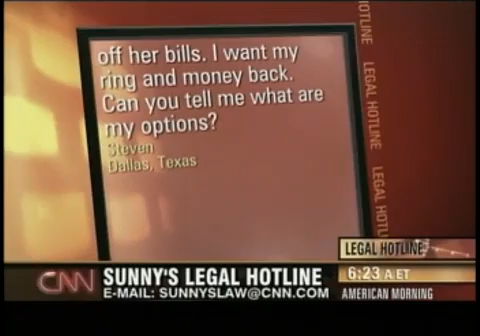 off her bills. I want my
ring and money back.
Can you tell me what are
my options?
Steven
Dallas, Texas
HOTLINE
LEGAL HOTLINE
LEGAL HOTL
LEGAL HOTLINE
CNN
SUNNY'S LEGAL HOTLINE
6:23 A ET
E-MAIL: SUNNYSLAW@CNN.COM
AMERICAN MORNING